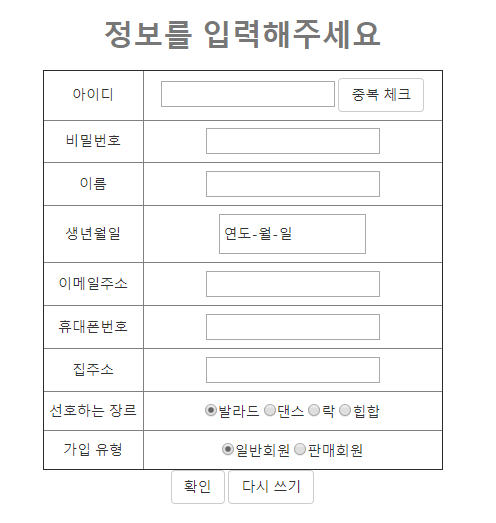 정보를 입력해주세요
아이디 중복 체크
비밀번호
이름
생년월일 연도-월-일
이메일주소
휴대폰번호
집주소
선호하는 장르 발라드 댄스 락 힙합
가입 유형 일반회원 판매회원
확인 다시 쓰기